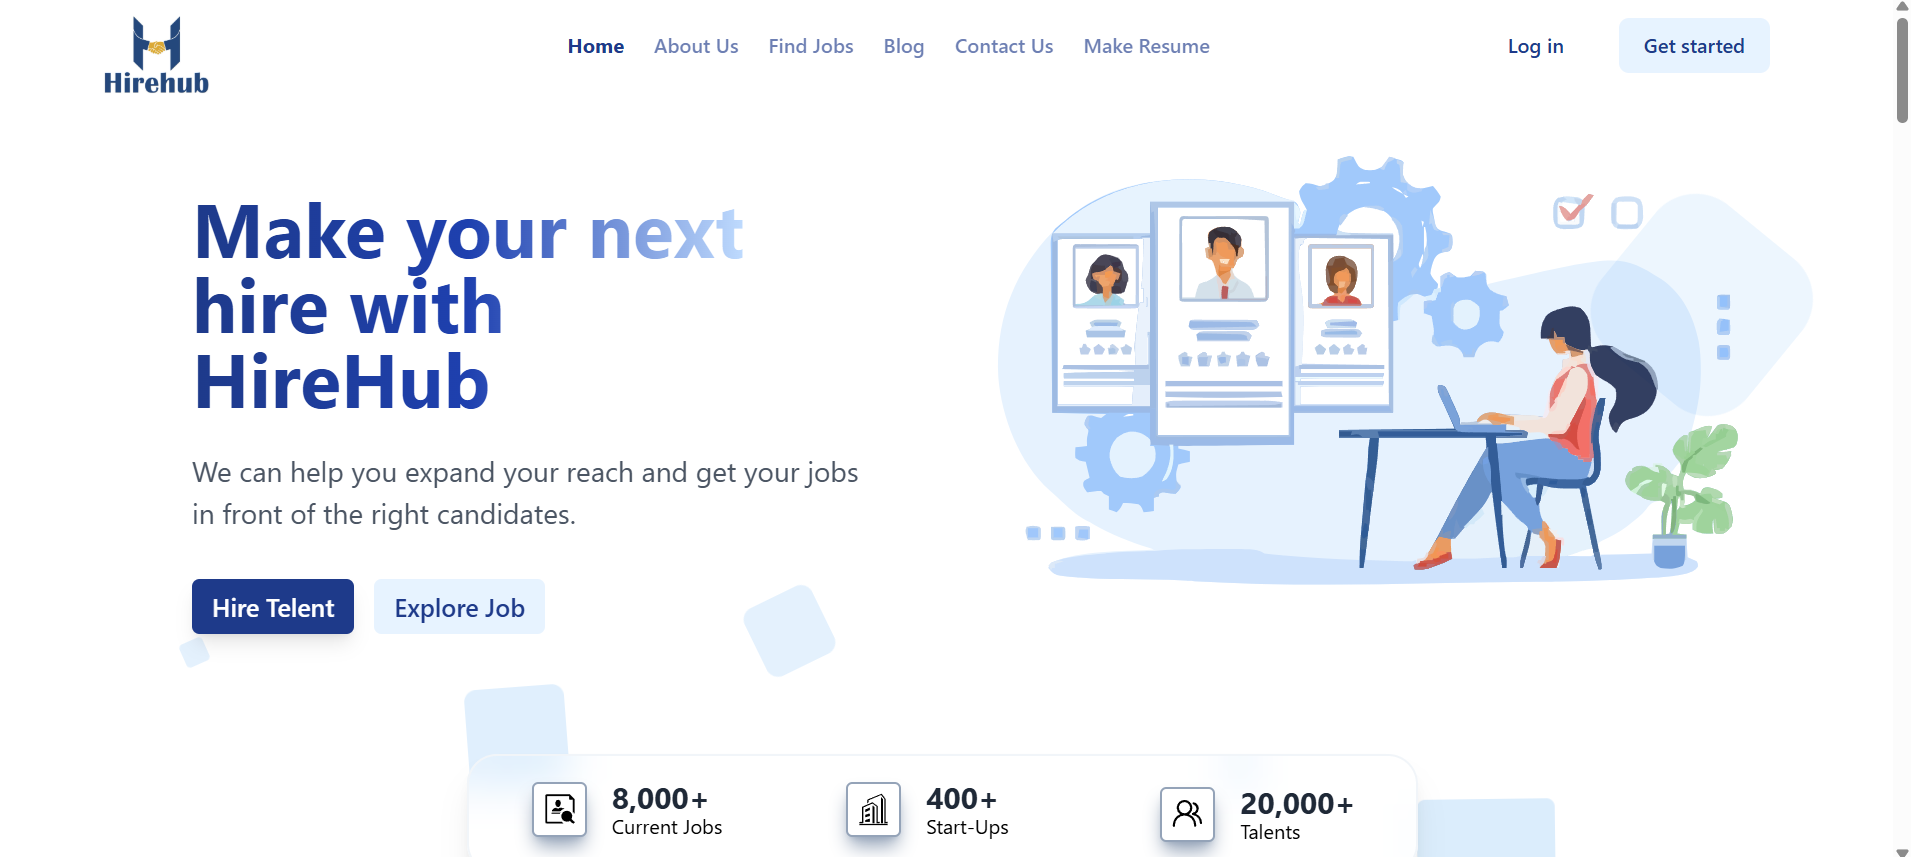 Hirehub
Home About Us Find Jobs Blog Contact Us Make Resume
Log in Get started
Make your next
hire with
HireHub
We can help you expand your reach and get your jobs
in front of the right candidates.
Hire Telent Explore Job
8,000+
Current Jobs
400+
Start-Ups
20,000+
Talents